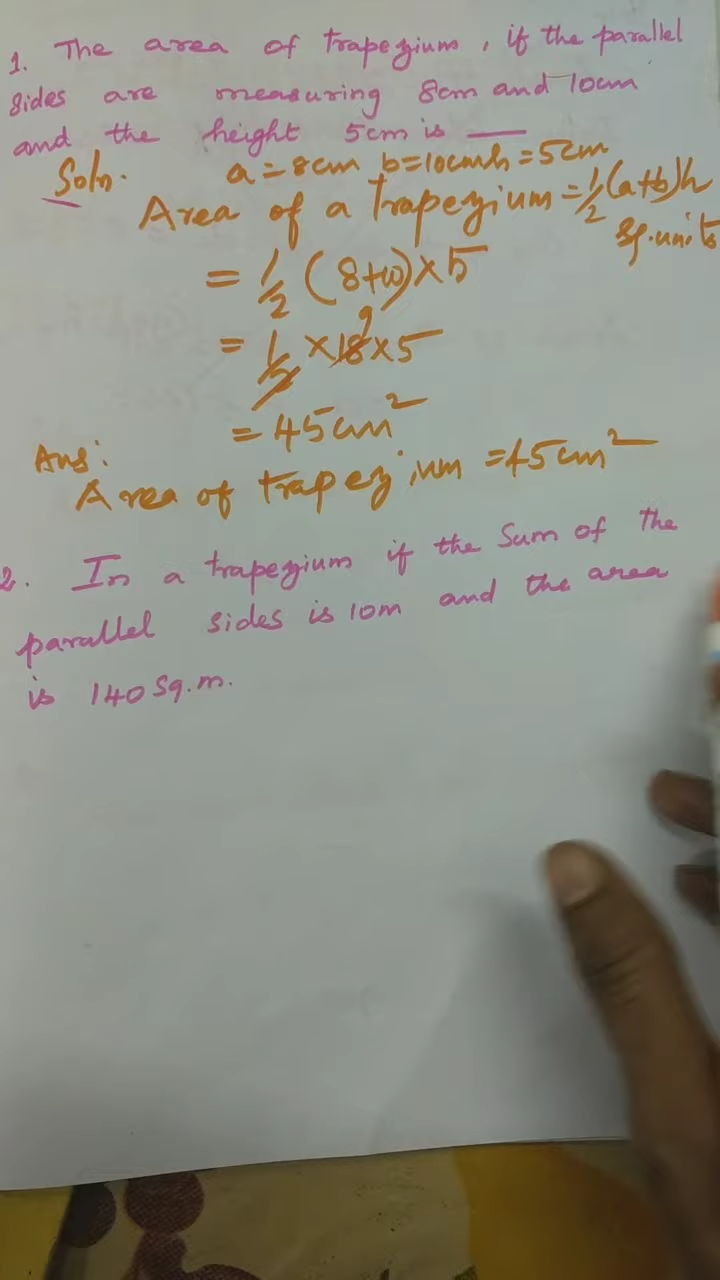 1. The area of trapezium, if the parallel
sides are measuring 8cm and 10cm
and the height 5cm is ___
Soln. a=8cm b=10cm h=5cm
Area of a trapezium=1/2(a+b)h
sq.units
= 1/2 (8+10)×5
9
= 1/2 ×18×5
= 45cm²
Ans:
Area of trapezium =45cm²
2. In a trapezium if the sum of the
parallel sides is 10m and the area
is 140 sq.m.